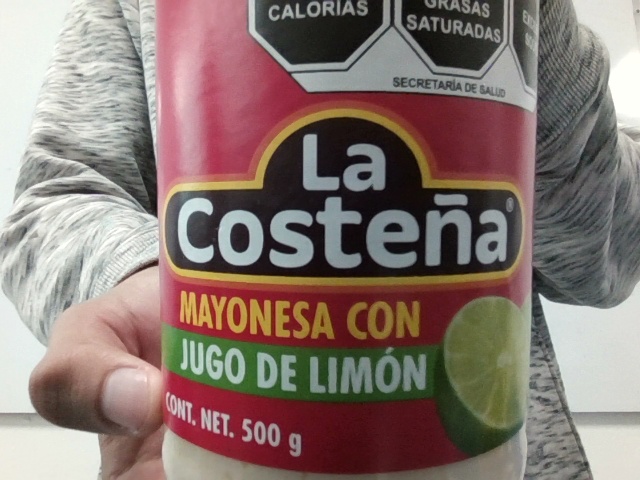 CALORÍAS
GRASAS
SATURADAS
SECRETARÍA DE SALUD
La
Costeña®
MAYONESA CON
JUGO DE LIMÓN
CONT. NET. 500 g